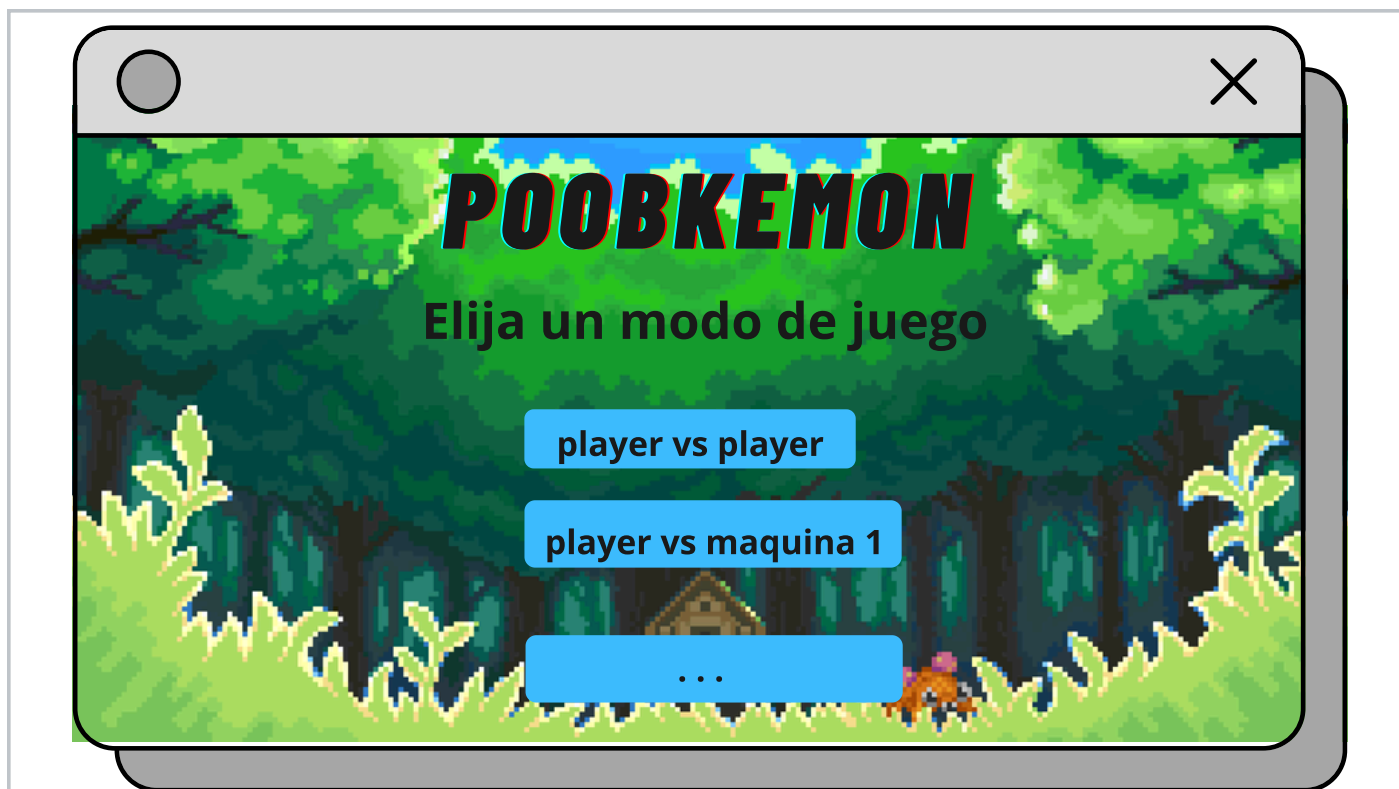 POOBKEMON
Elija un modo de juego
player vs player
player vs maquina 1
. . .